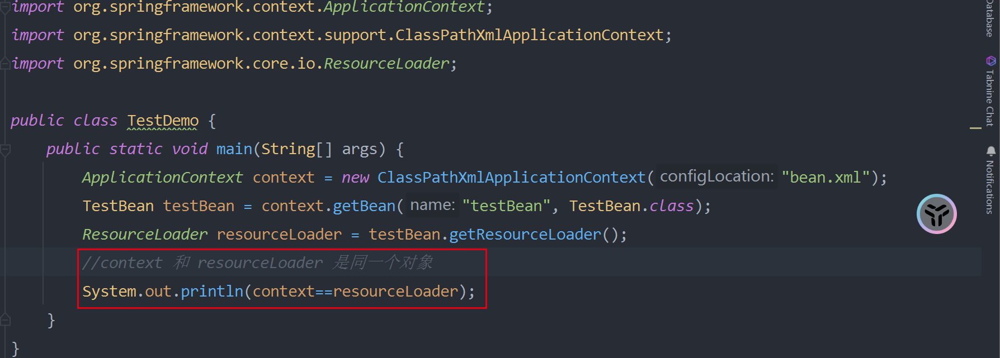 import org.springframework.context.ApplicationContext;
import org.springframework.context.support.ClassPathXmlApplicationContext;
import org.springframework.core.io.ResourceLoader;
public class TestDemo {
public static void main(String[] args) {
ApplicationContext context = new ClassPathXmlApplicationContext( configLocation: "bean.xml");
TestBean testBean = context.getBean( name: "testBean", TestBean.class);
ResourceLoader resourceLoader = testBean.getResourceLoader();
//context 和 resourceLoader 是同一个对象
System.out.println(context==resourceLoader);
}
}
Database
Tabnine Chat
Notifications